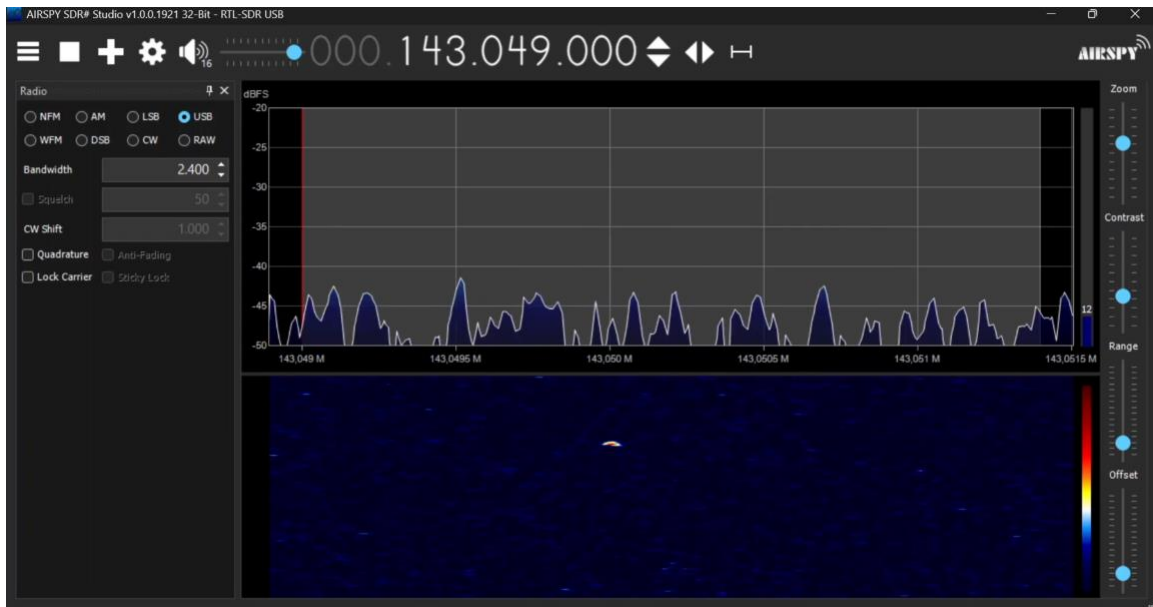 AIRSPY SDR# Studio v1.0.0.1921 32-Bit - RTL-SDR USB
16
000.143.049.000
AIRSPY
Radio
NFM AM LSB USB
WFM DSB CW RAW
Bandwidth 2.400
Squelch 50
CW Shift 1.000
Quadrature Anti-Fading
Lock Carrier Sticky Lock
dBFS
-20
-25
-30
-35
-40
-45
-50
12
143,049 M 143,0495 M 143,050 M 143,0505 M 143,051 M 143,0515 M
Zoom
Contrast
Range
Offset